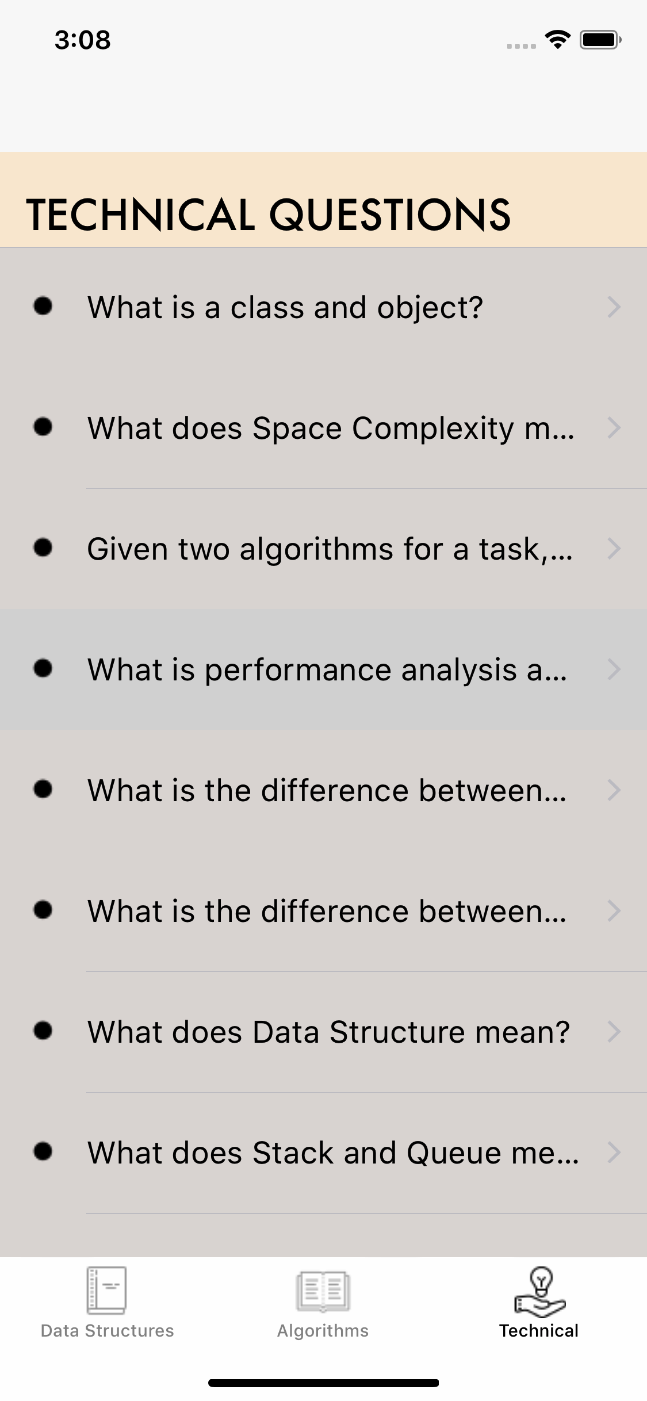 3:08
TECHNICAL QUESTIONS
What is a class and object?
What does Space Complexity m...
Given two algorithms for a task,...
What is performance analysis a...
What is the difference between...
What is the difference between...
What does Data Structure mean?
What does Stack and Queue me...
Data Structures
Algorithms
Technical